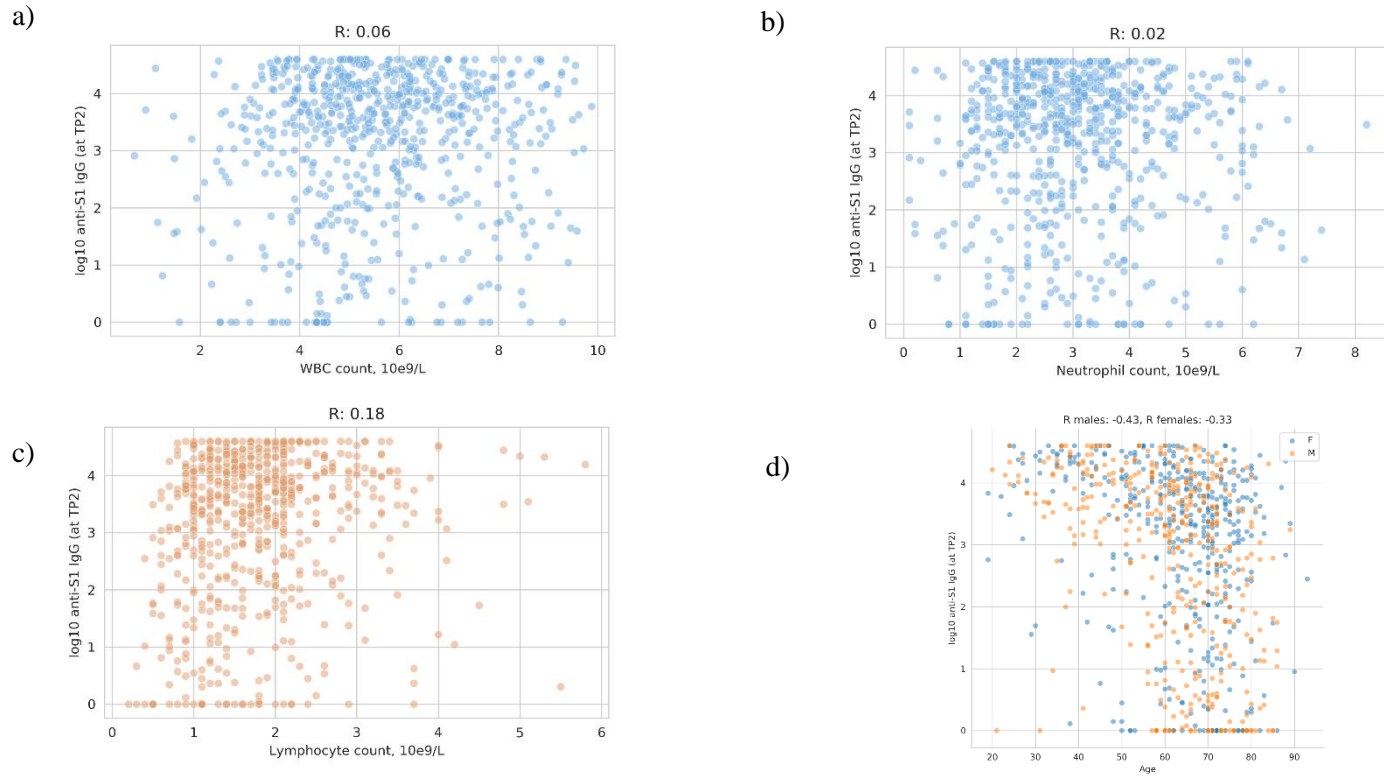 a)
R: 0.06
log10 anti-S1 IgG (at TP2)
4
3
2
1
0
2 4 6 8 10
WBC count, 10e9/L
b)
R: 0.02
log10 anti-S1 IgG (at TP2)
4
3
2
1
0
0 1 2 3 4 5 6 7 8
Neutrophil count, 10e9/L
c)
R: 0.18
log10 anti-S1 IgG (at TP2)
4
3
2
1
0
0 1 2 3 4 5 6
Lymphocyte count, 10e9/L
d)
R males: -0.43, R females: -0.33
F
M
log10 anti-S1 IgG (at TP2)
4
3
2
1
0
20 30 40 50 60 70 80 90
Age